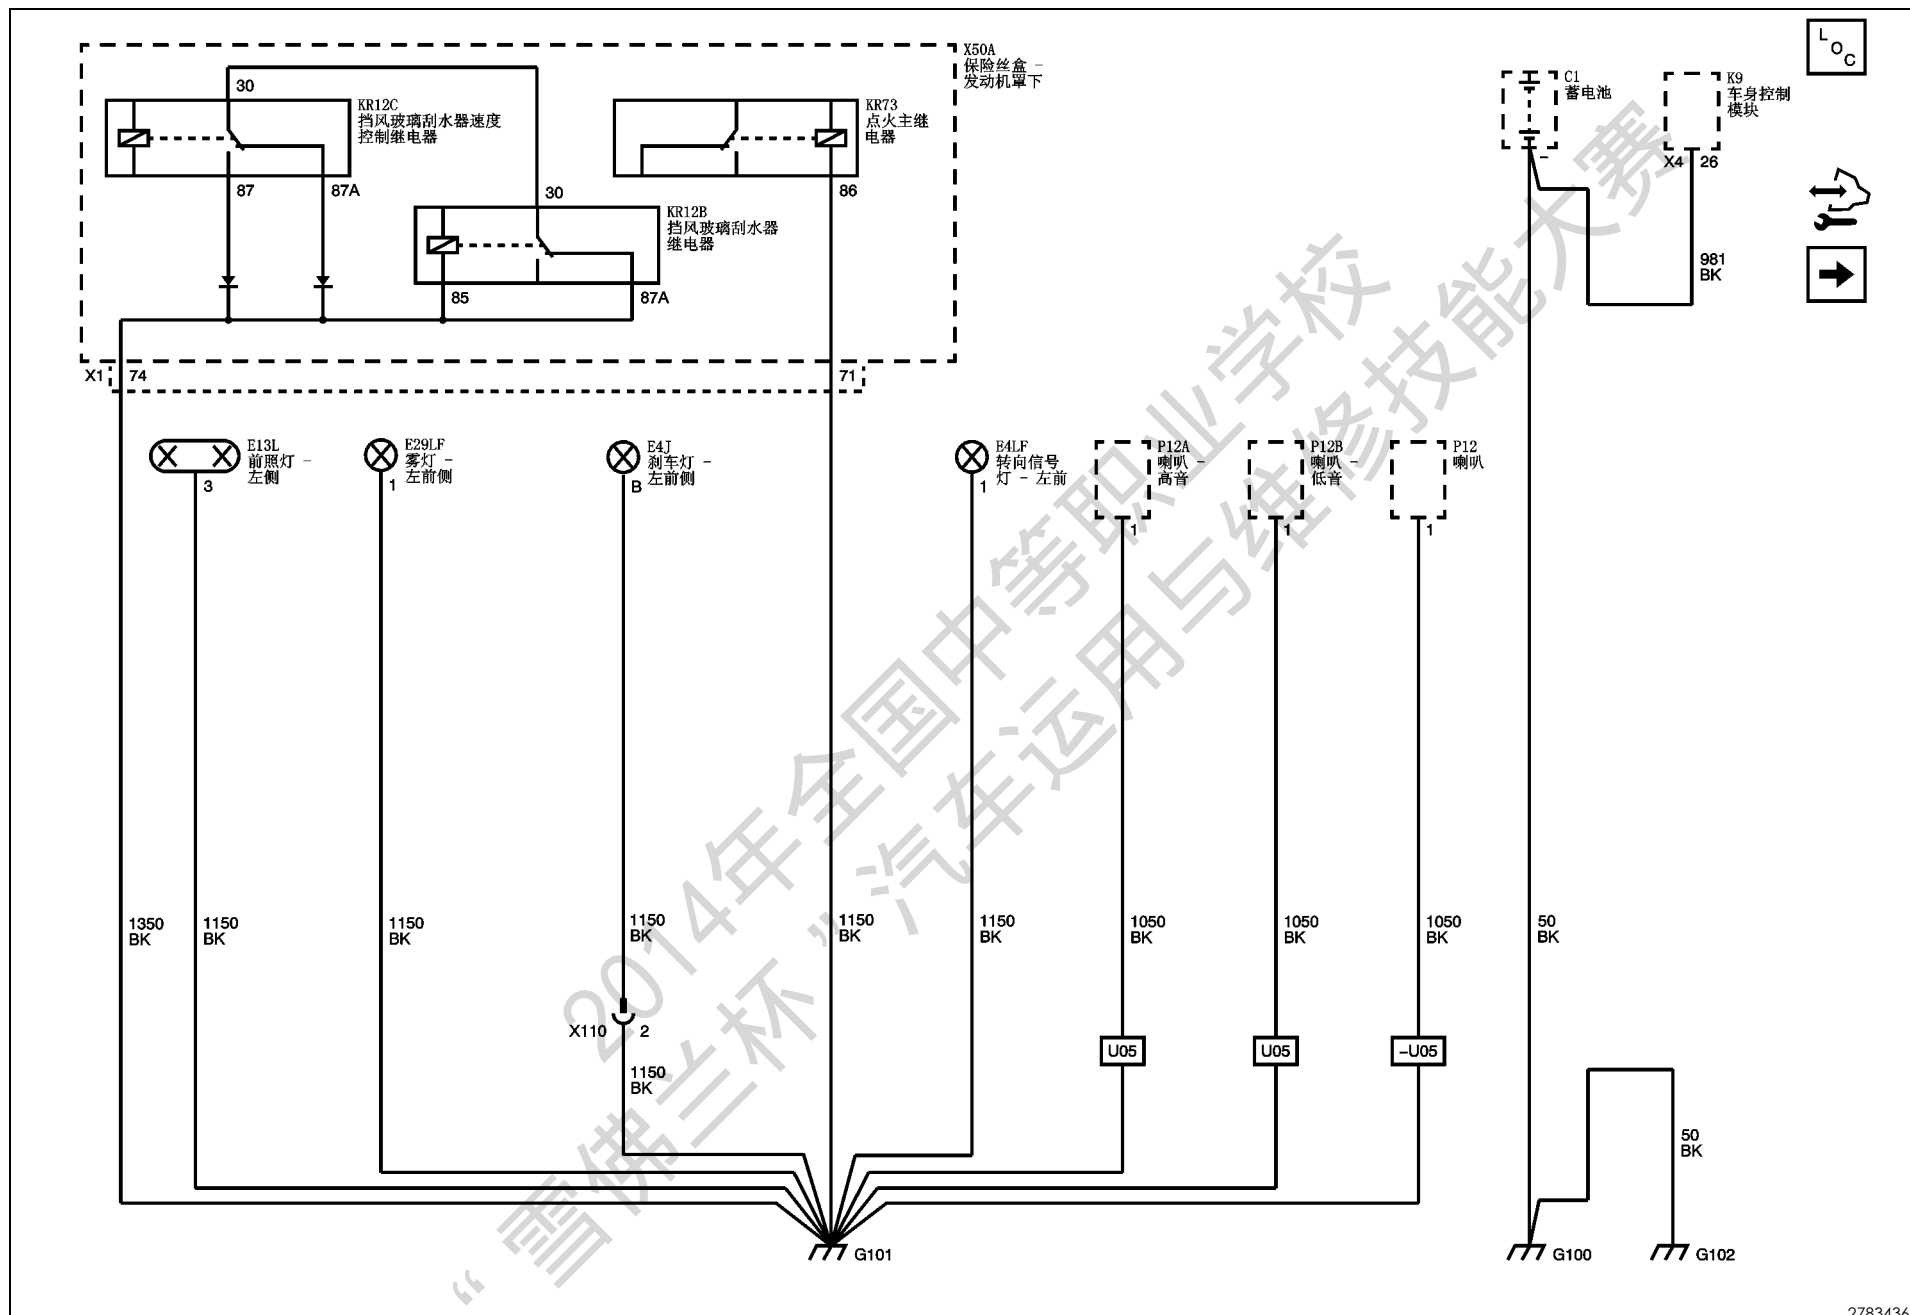 X50A
保险丝盒 -
发动机罩下
30
KR12C
挡风玻璃刮水器速度
控制继电器
87
87A
KR73
点火主继
电器
86
30
KR12B
挡风玻璃刮水器
继电器
85
87A
C1
蓄电池
-
K9
车身控制
模块
X4 26
981
BK
L
O
C
X1 74
71
E13L
前照灯 -
左侧
3
E29LF
雾灯 -
左前侧
1
E4J
刹车灯 -
左前侧
B
E4LF
转向信号
灯 - 左前
1
P12A
喇叭 -
高音
1
P12B
喇叭 -
低音
1
P12
喇叭
1
1350
BK
1150
BK
1150
BK
1150
BK
1150
BK
1150
BK
1050
BK
1050
BK
1050
BK
50
BK
X110 2
1150
BK
U05
U05
-U05
50
BK
G101
G100
G102
2014年全国中等职业学校
“雪佛兰杯”汽车运用与维修技能大赛
2783436